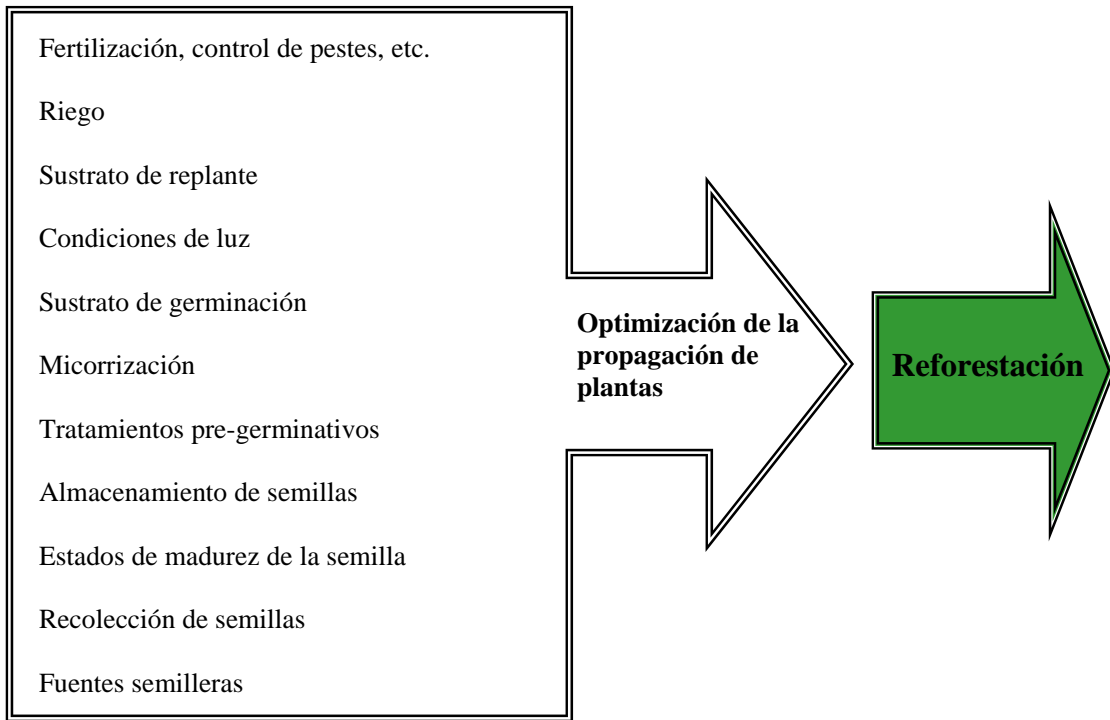 Fertilización, control de pestes, etc.
Riego
Sustrato de replante
Condiciones de luz
Sustrato de germinación
Micorrización
Tratamientos pre-germinativos
Almacenamiento de semillas
Estados de madurez de la semilla
Recolección de semillas
Fuentes semilleras
Optimización de la
propagación de
plantas
Reforestación